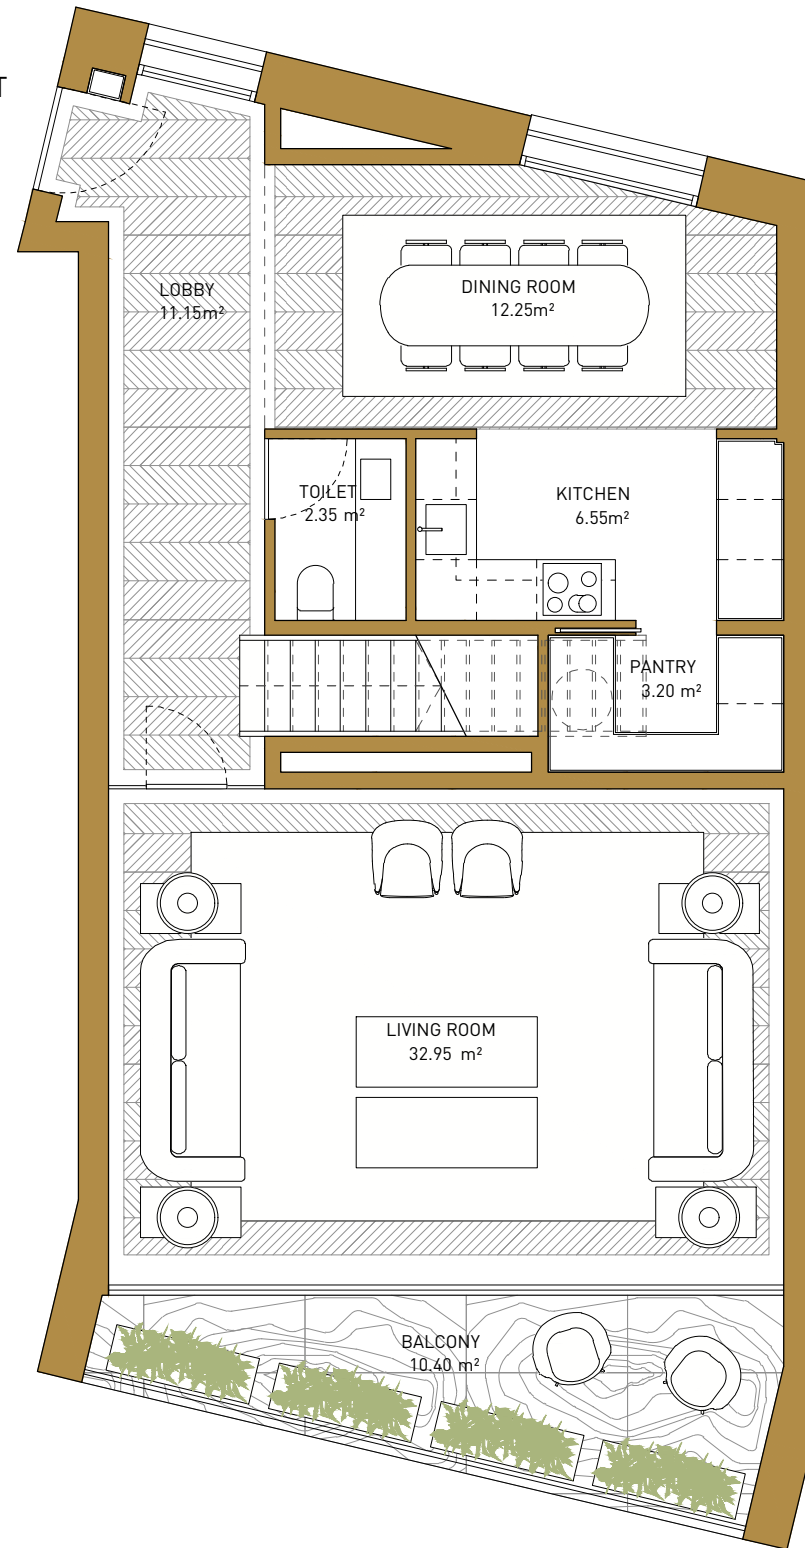 T
LOBBY
11.15m²
DINING ROOM
12.25m²
TOILET
2.35 m²
KITCHEN
6.55m²
PANTRY
3.20 m²
LIVING ROOM
32.95 m²
BALCONY
10.40 m²